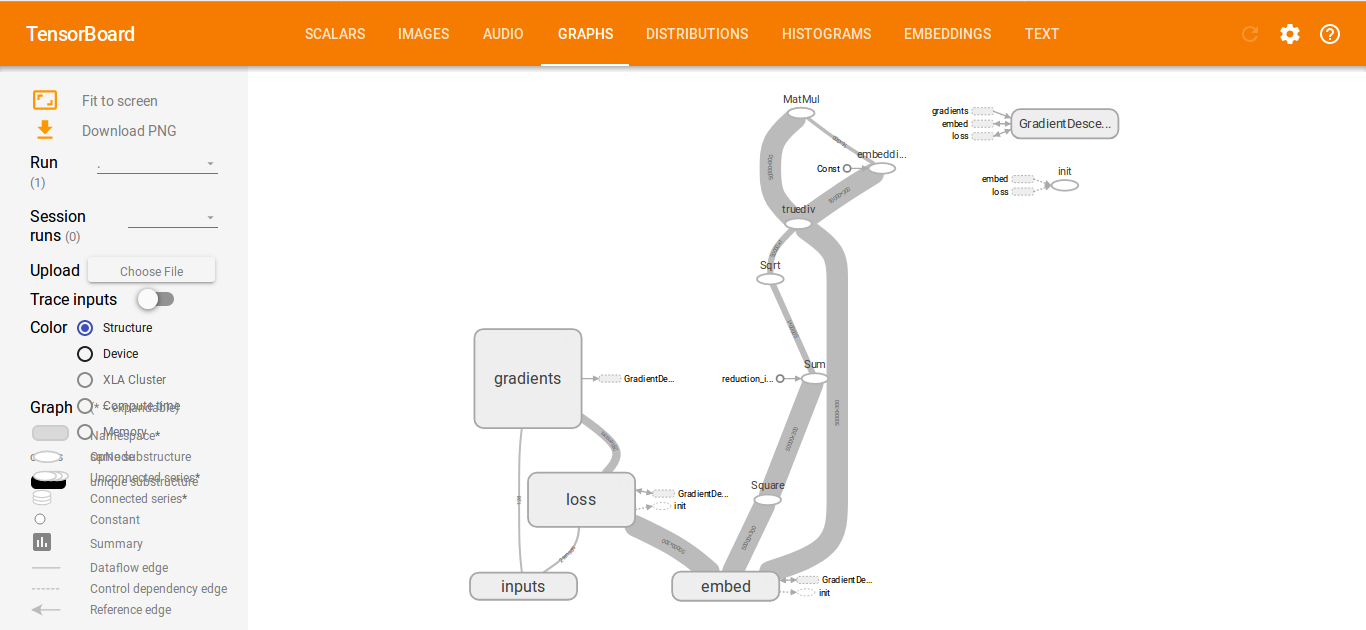 TensorBoard
SCALARS
IMAGES
AUDIO
GRAPHS
DISTRIBUTIONS
HISTOGRAMS
EMBEDDINGS
TEXT
Fit to screen
Download PNG
Run
.
(1)
Session
runs (0)
Upload
Choose File
Trace inputs
Color
Structure
Device
XLA Cluster
Compute time
Graph
(* = expandable)
Memory
Namespace*
OpNode
substructure
Unconnected series*
unique substructure
Connected series*
Constant
Summary
Dataflow edge
Control dependency edge
Reference edge
MatMul
embeddi...
Const
truediv
Sqrt
Sum
reduction_i...
Square
gradients
GradientDe...
loss
GradientDe...
init
inputs
embed
GradientDe...
init
gradients
embed
loss
GradientDesce...
init
embed
loss